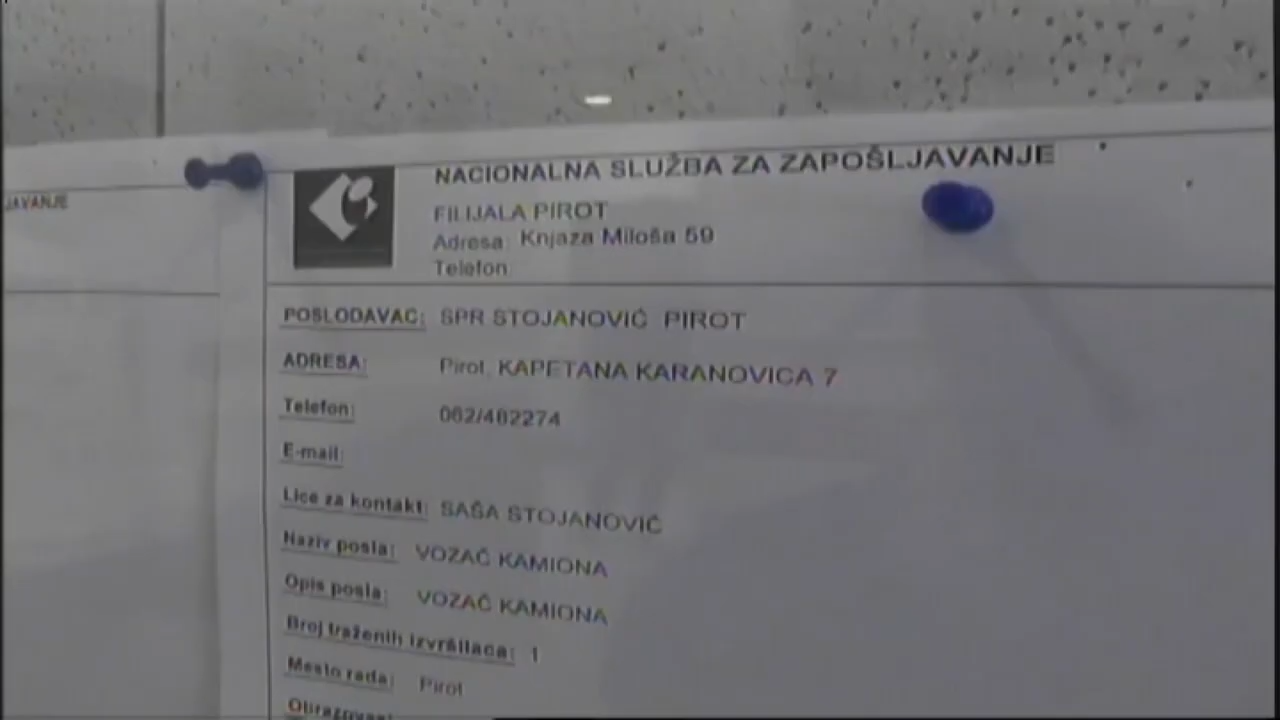 JAVANJE
NACIONALNA SLUŽBA ZA ZAPOŠLJAVANJE
FILIJALA PIROT
Adresa: Knjaza Miloša 59
Telefon
POSLODAVAC: SPR STOJANOVIĆ PIROT
ADRESA: Pirot, KAPETANA KARANOVICA 7
Telefon: 062/482274
E-mail:
Lice za kontakt: SAŠA STOJANOVIĆ
Naziv posla: VOZAČ KAMIONA
Opis posla: VOZAČ KAMIONA
Broj traženih izvršilaca: 1
Mesto rada: Pirot